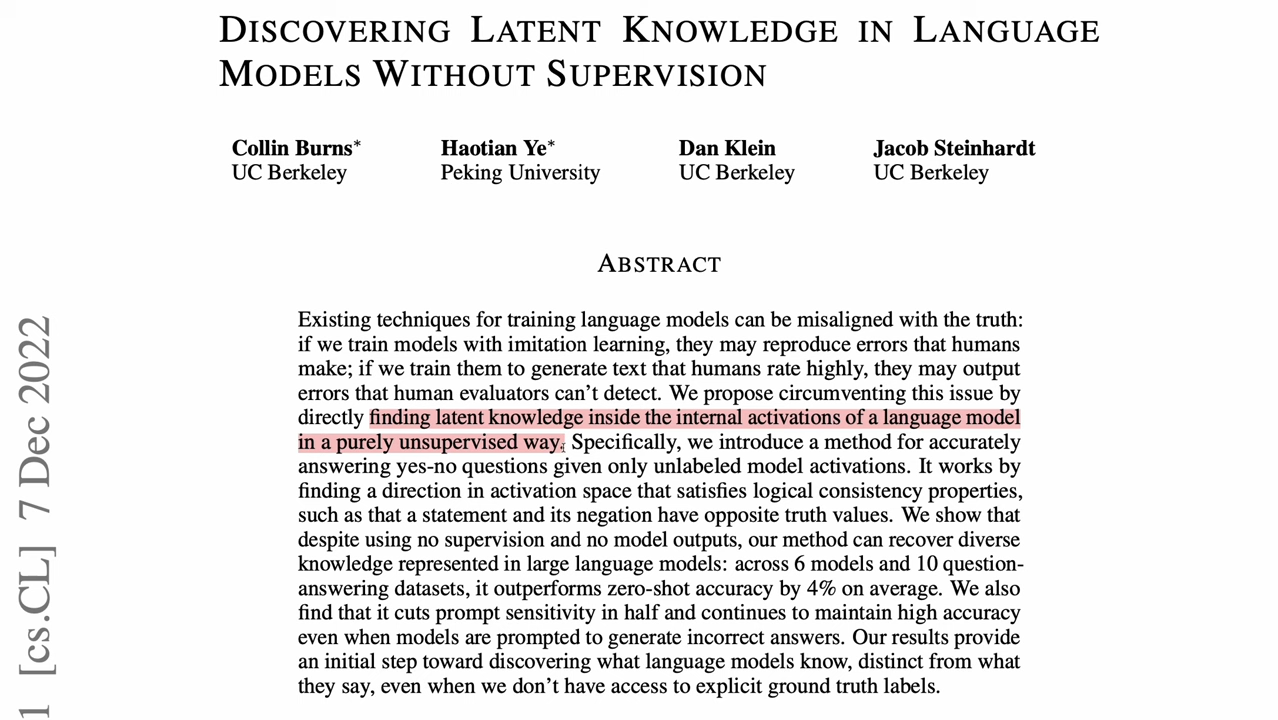 DISCOVERING LATENT KNOWLEDGE IN LANGUAGE
MODELS WITHOUT SUPERVISION
Collin Burns* Haotian Ye* Dan Klein Jacob Steinhardt
UC Berkeley Peking University UC Berkeley UC Berkeley
ABSTRACT
Existing techniques for training language models can be misaligned with the truth:
if we train models with imitation learning, they may reproduce errors that humans
make; if we train them to generate text that humans rate highly, they may output
errors that human evaluators can't detect. We propose circumventing this issue by
directly finding latent knowledge inside the internal activations of a language model
in a purely unsupervised way. Specifically, we introduce a method for accurately
answering yes-no questions given only unlabeled model activations. It works by
finding a direction in activation space that satisfies logical consistency properties,
such as that a statement and its negation have opposite truth values. We show that
despite using no supervision and no model outputs, our method can recover diverse
knowledge represented in large language models: across 6 models and 10 question-
answering datasets, it outperforms zero-shot accuracy by 4% on average. We also
find that it cuts prompt sensitivity in half and continues to maintain high accuracy
even when models are prompted to generate incorrect answers. Our results provide
an initial step toward discovering what language models know, distinct from what
they say, even when we don't have access to explicit ground truth labels.
1 [cs.CL] 7 Dec 2022